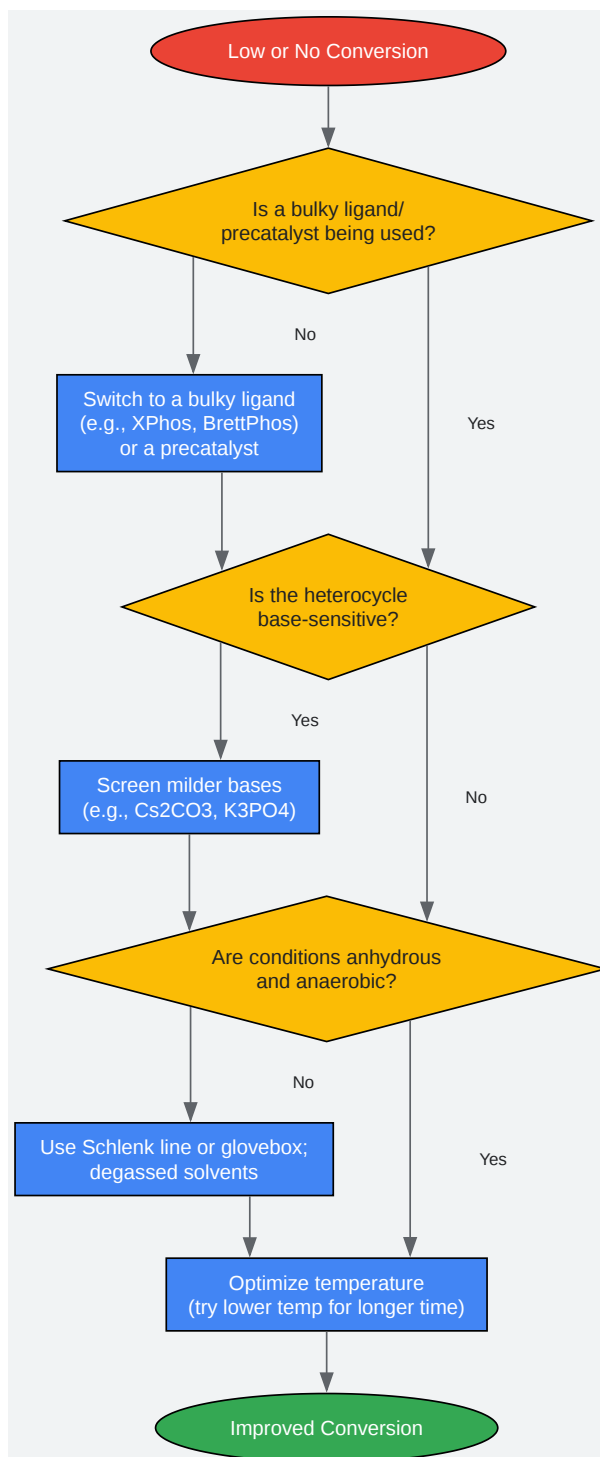 Low or No Conversion
Is a bulky ligand/
precatalyst being used?
No
Switch to a bulky ligand
(e.g., XPhos, BrettPhos)
or a precatalyst
Yes
Is the heterocycle
base-sensitive?
Yes
Screen milder bases
(e.g., Cs2CO3, K3PO4)
No
Are conditions anhydrous
and anaerobic?
No
Use Schlenk line or glovebox;
degassed solvents
Yes
Optimize temperature
(try lower temp for longer time)
Improved Conversion